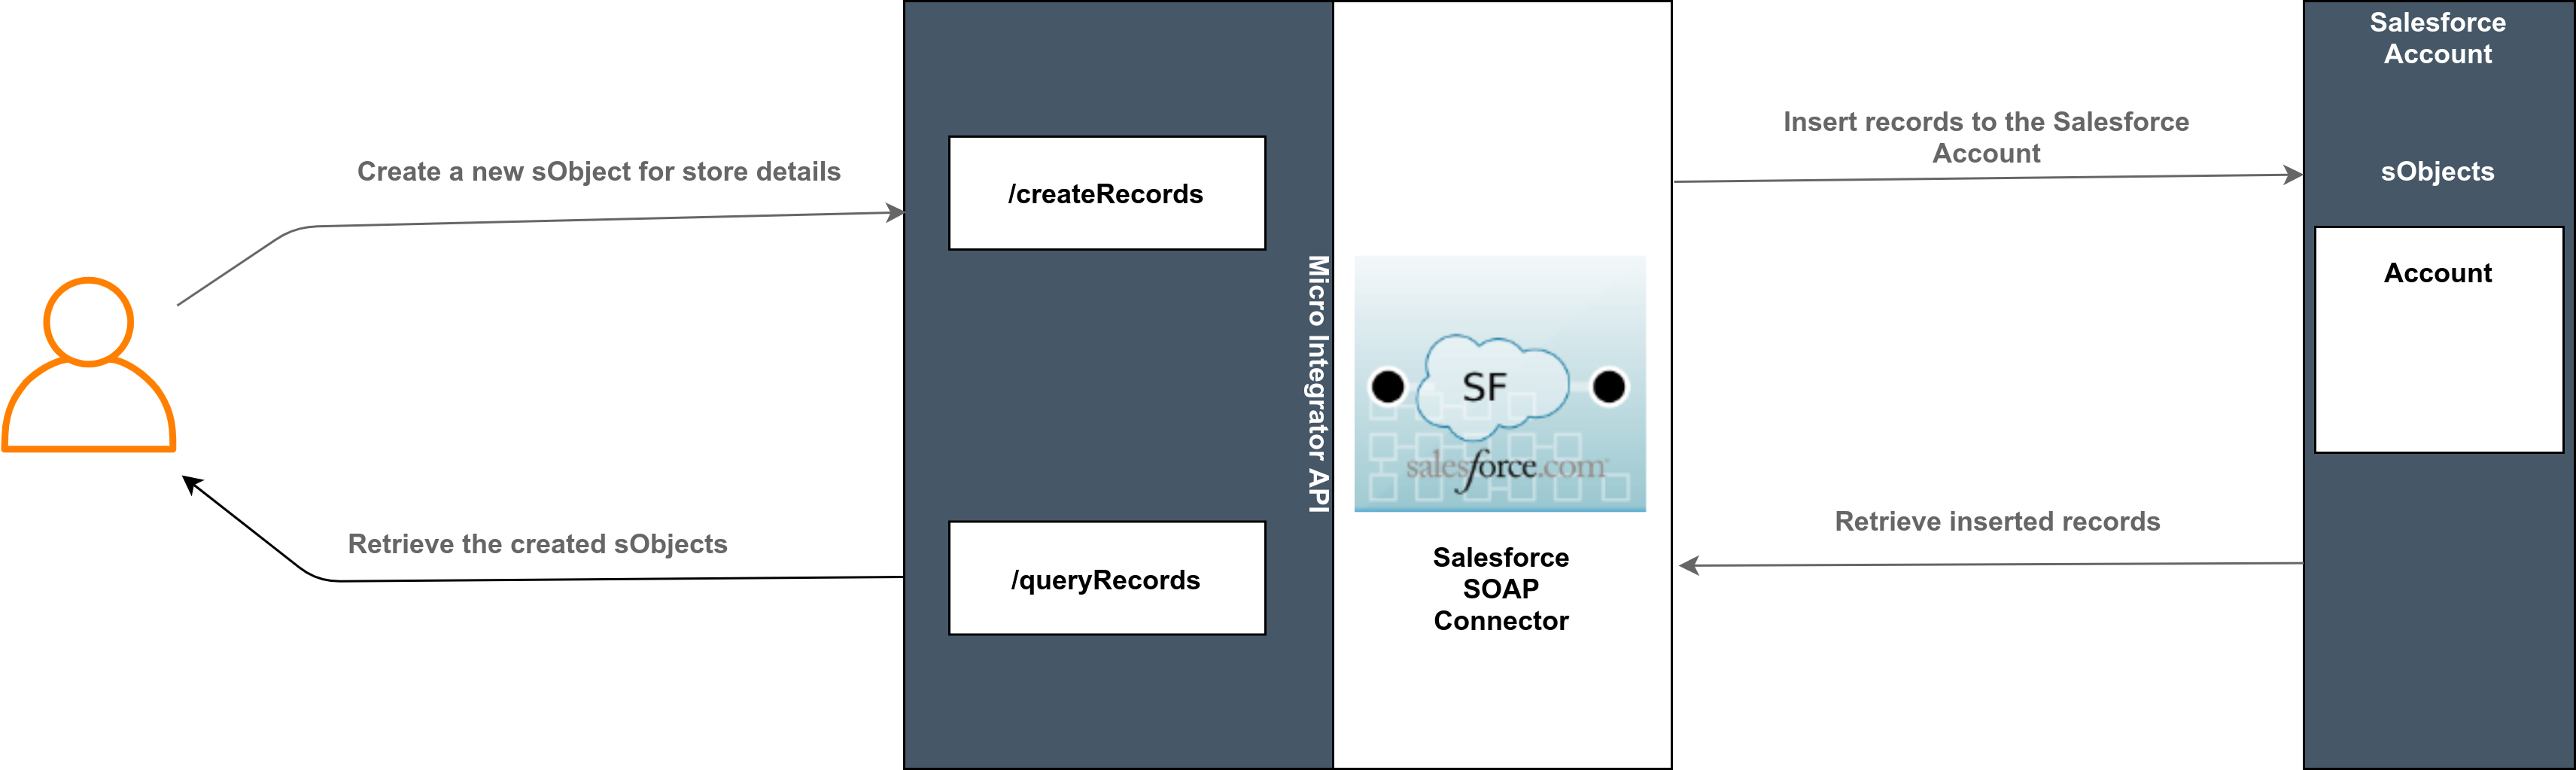 Create a new sObject for store details
Retrieve the created sObjects
/createRecords
/queryRecords
Micro Integrator API
SF
salesforce.com
Salesforce
SOAP
Connector
Insert records to the Salesforce
Account
Retrieve inserted records
Salesforce
Account
sObjects
Account